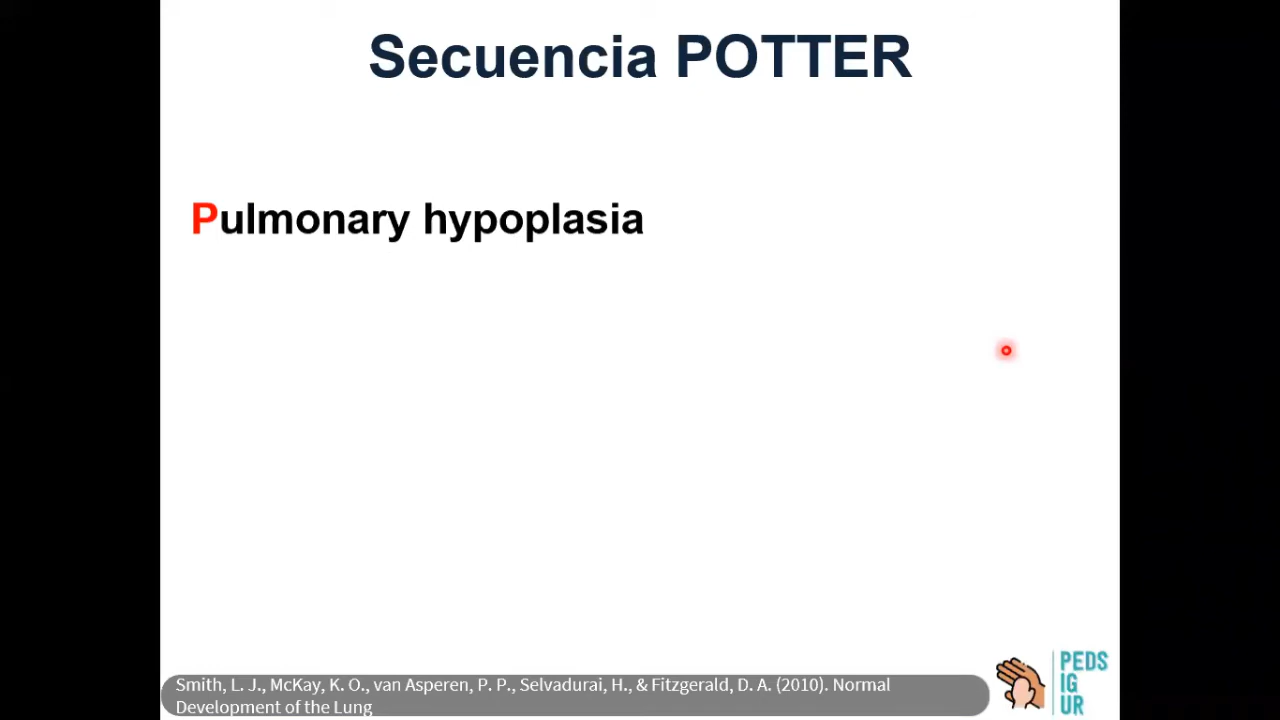 Secuencia POTTER
Pulmonary hypoplasia
Smith, L. J., McKay, K. O., van Asperen, P. P., Selvadurai, H., & Fitzgerald, D. A. (2010). Normal
Development of the Lung
PEDS
IG
UR